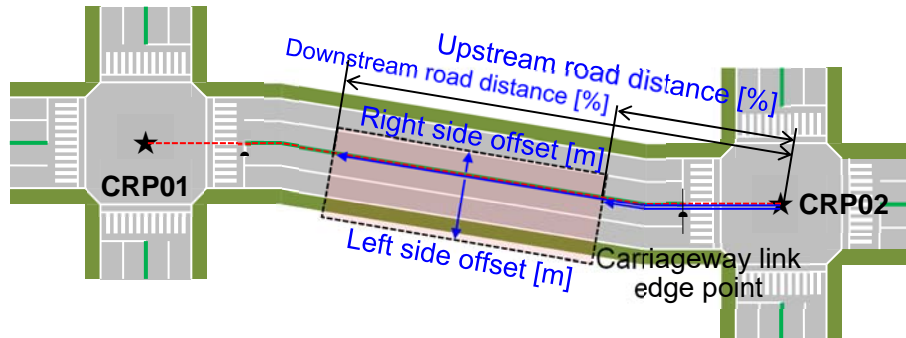 Upstream road distance [%]
Downstream road distance [%]
Right side offset [m]
CRP01
CRP02
Left side offset [m]
Carriageway link
edge point